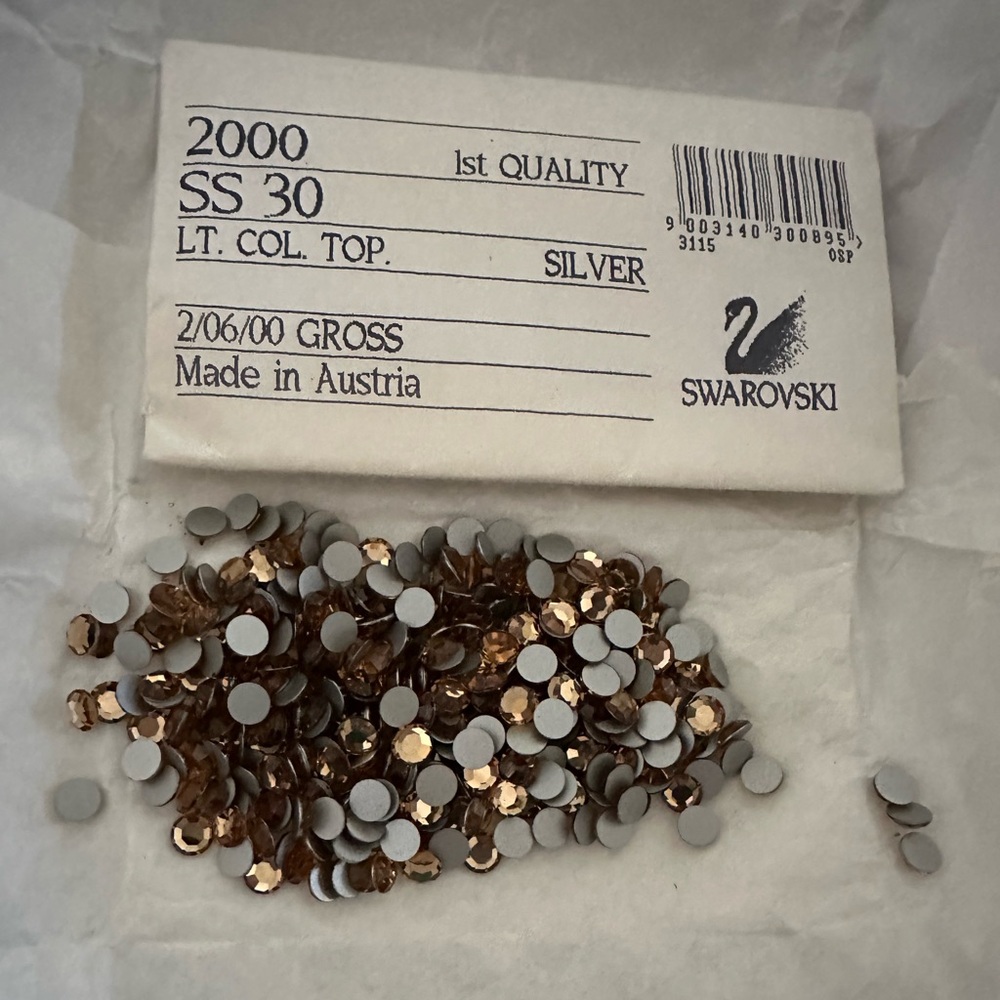 2000
1st QUALITY
SS 30
LT. COL. TOP.
SILVER
2/06/00 GROSS
Made in Austria
9 003140 300895 >
3115
OSP
SWAROVSKI